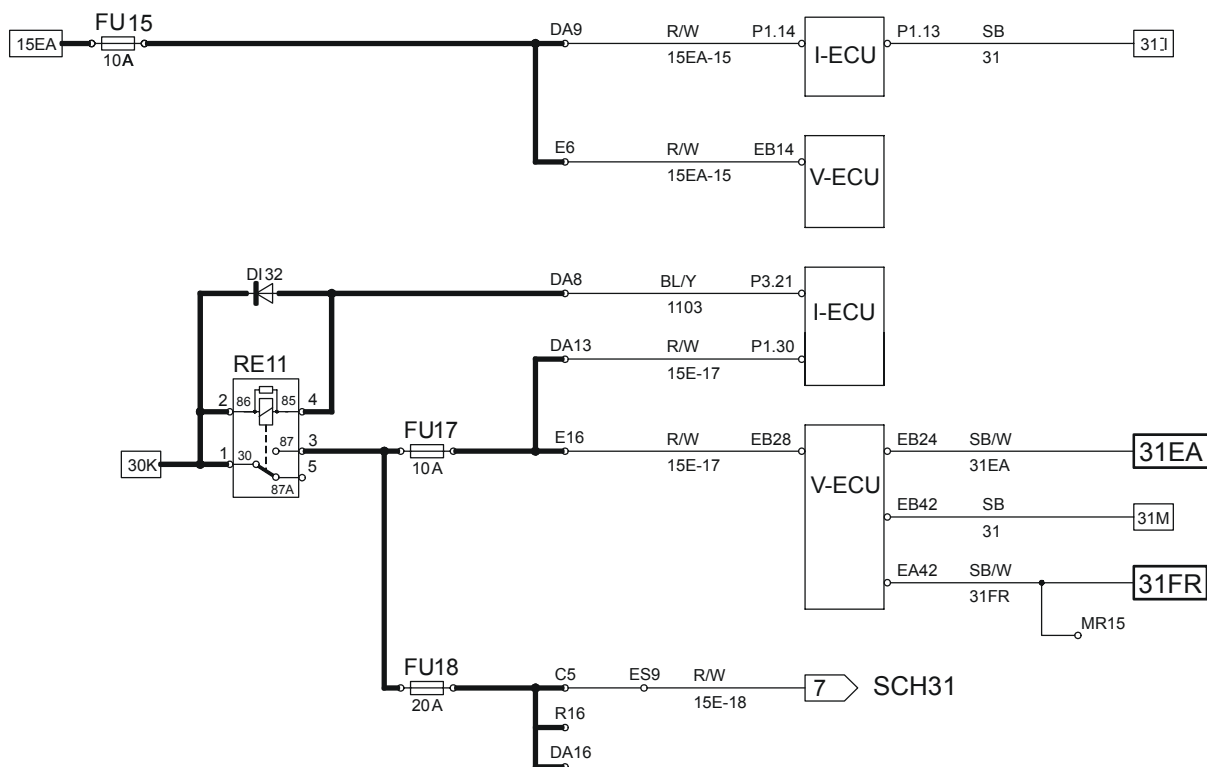 FU15
15EA
10A
DA9
R/W
15EA-15
P1.14
I-ECU
P1.13
SB
31
31J
E6
R/W
15EA-15
EB14
V-ECU
DI32
DA8
BL/Y
1103
P3.21
I-ECU
DA13
R/W
15E-17
P1.30
RE11
2
86
85
4
1
30
87
3
5
87A
30K
FU17
10A
E16
R/W
15E-17
EB28
V-ECU
EB24
SB/W
31EA
31EA
EB42
SB
31
31M
EA42
SB/W
31FR
31FR
MR15
FU18
20A
C5
ES9
R/W
15E-18
7
SCH31
R16
DA16